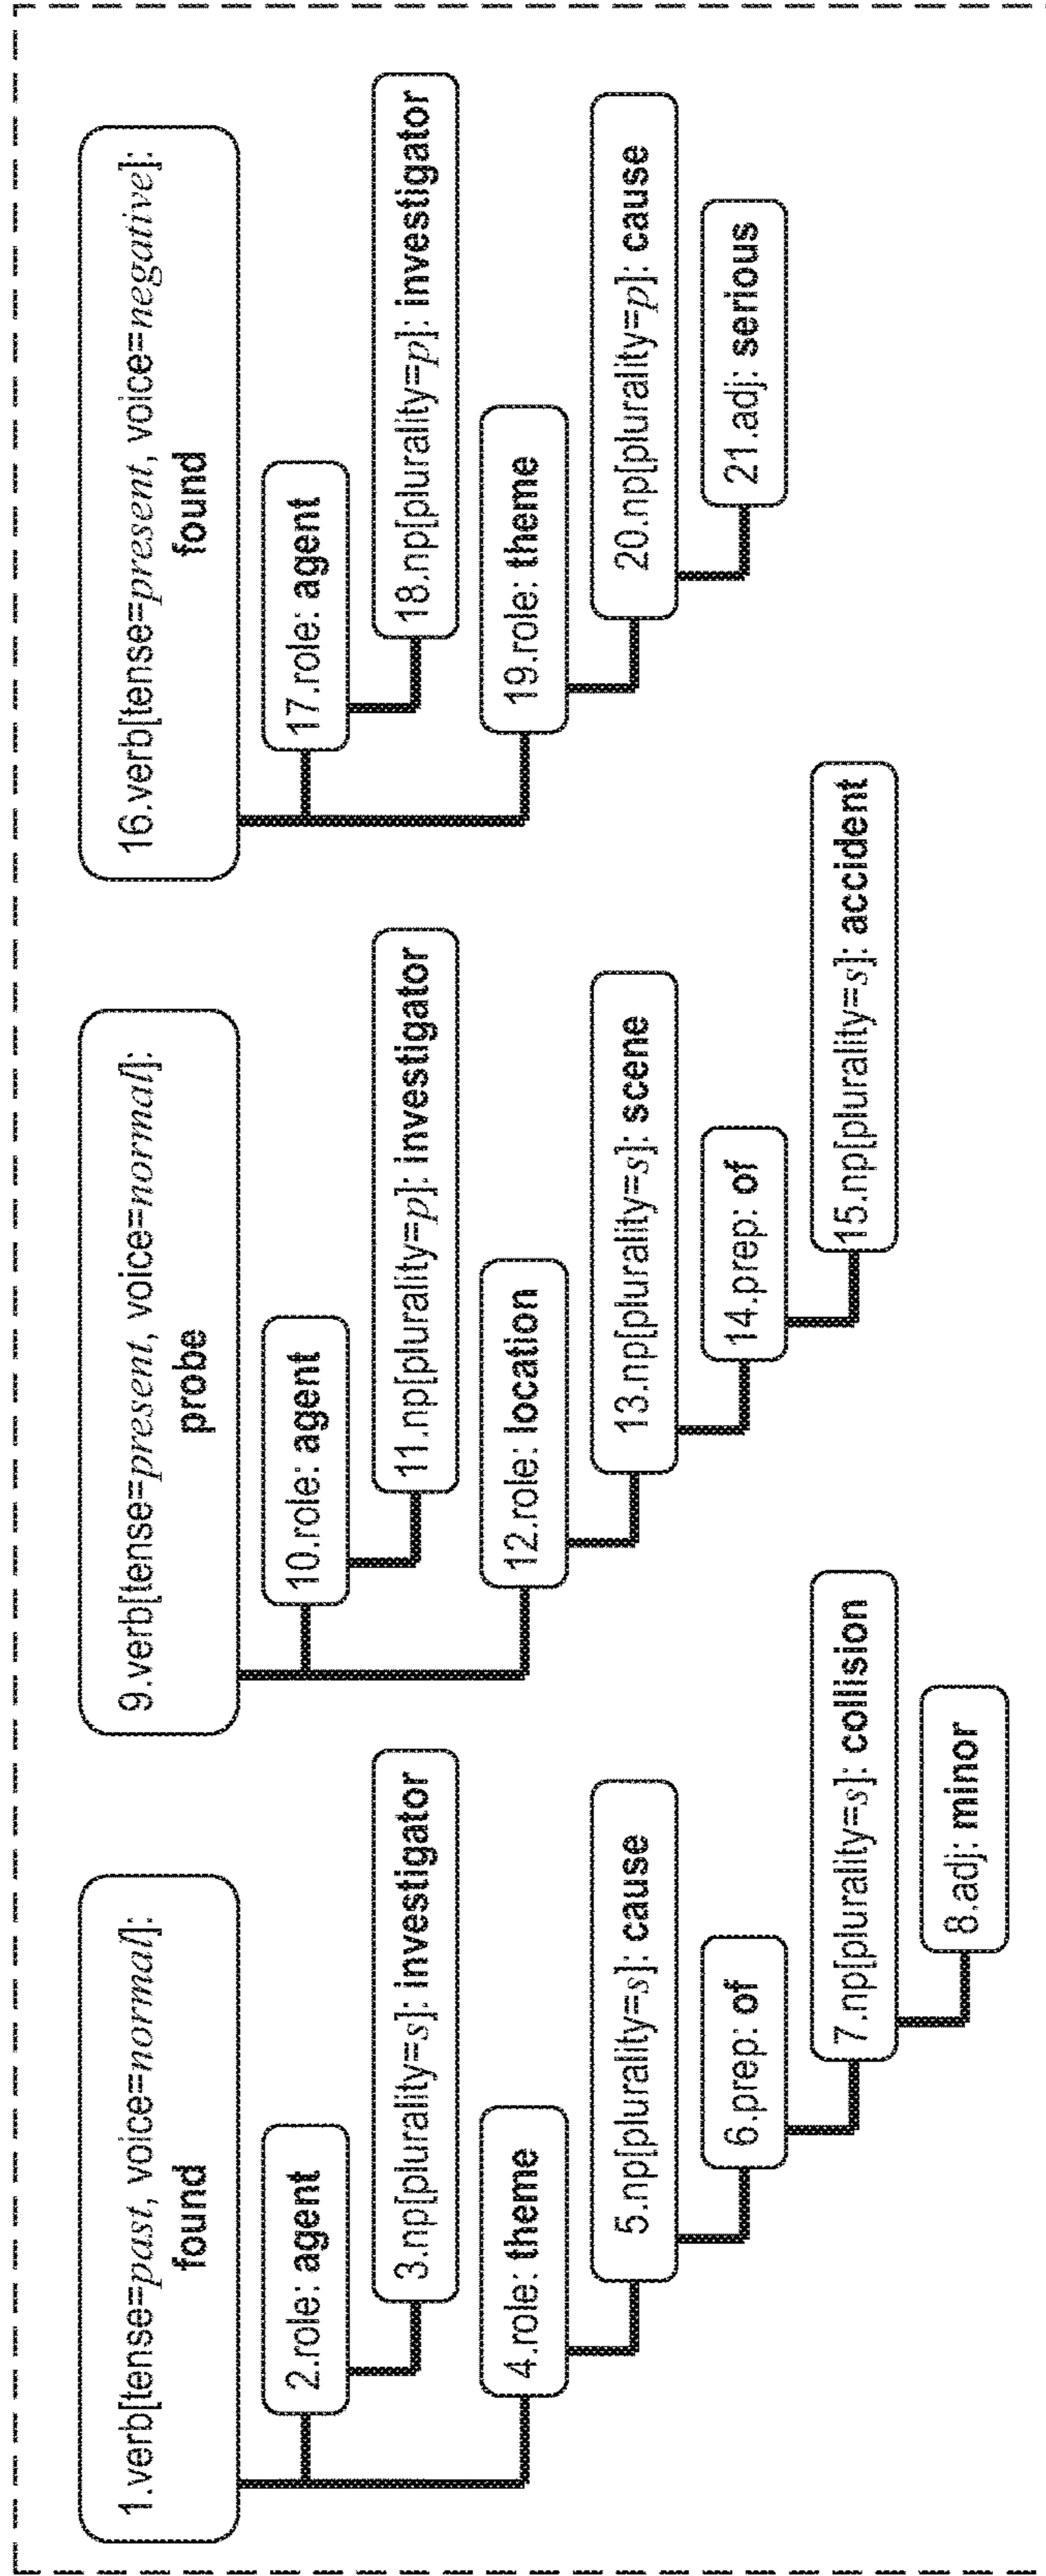 1.verb[tense=past, voice=normal]:
found
2.role: agent
3.np[plurality=s]: investigator
4.role: theme
5.np[plurality=s]: cause
6.prep: of
7.np[plurality=s]: collision
8.adj: minor
9.verb[tense=present, voice=normal]:
probe
10.role: agent
11.np[plurality=p]: investigator
12.role: location
13.np[plurality=s]: scene
14.prep: of
15.np[plurality=s]: accident
16.verb[tense=present, voice=negative]:
found
17.role: agent
18.np[plurality=p]: investigator
19.role: theme
20.np[plurality=p]: cause
21.adj: serious